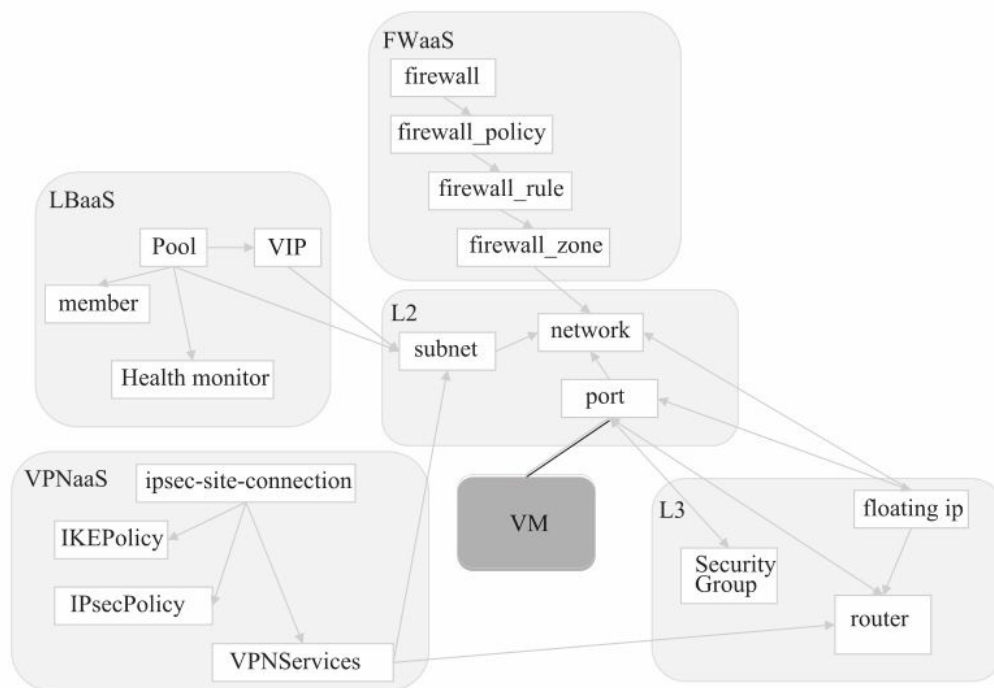 FWaaS
firewall
firewall_policy
firewall_rule
firewall_zone
LBaaS
Pool
VIP
member
Health monitor
L2
subnet
network
port
VPNaaS
ipsec-site-connection
IKEPolicy
IPsecPolicy
VPNServices
VM
L3
floating ip
Security
Group
router